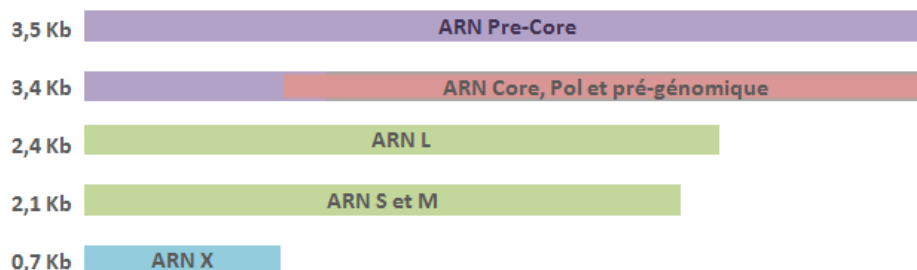 3,5 Kb ARN Pre-Core
3,4 Kb ARN Core, Pol et pré-génomique
2,4 Kb ARN L
2,1 Kb ARN S et M
0,7 Kb ARN X